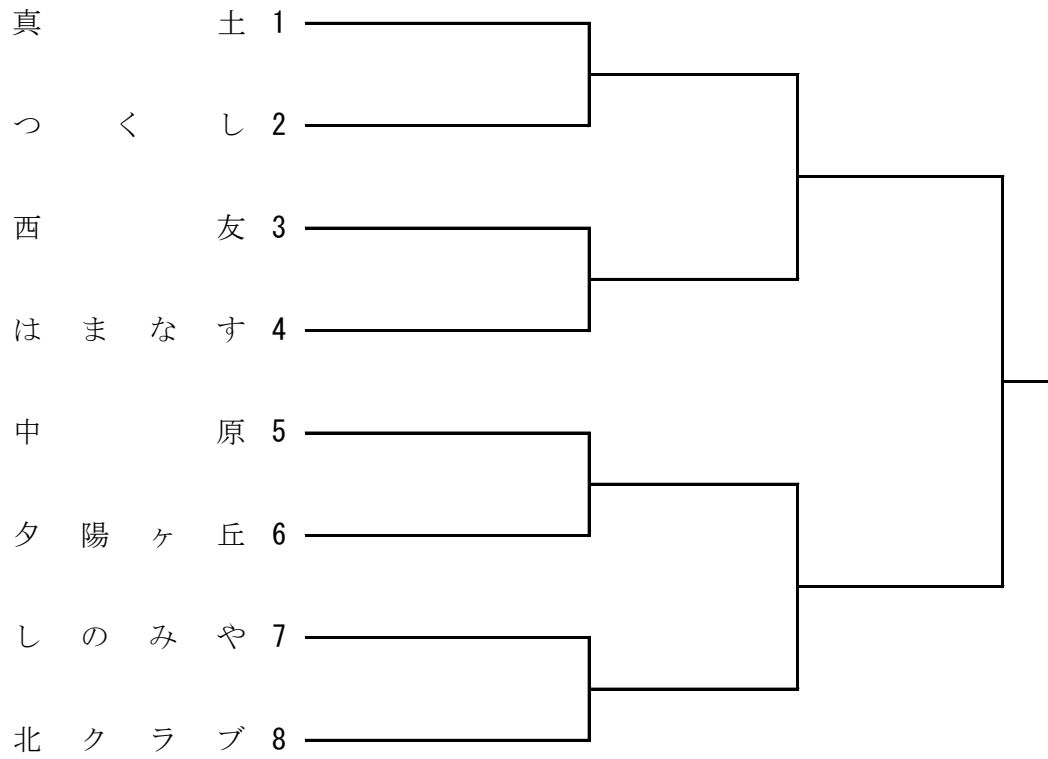 真土 1
つくし 2
西友 3
はまなす 4
中原 5
夕陽ヶ丘 6
しのみや 7
北クラブ 8